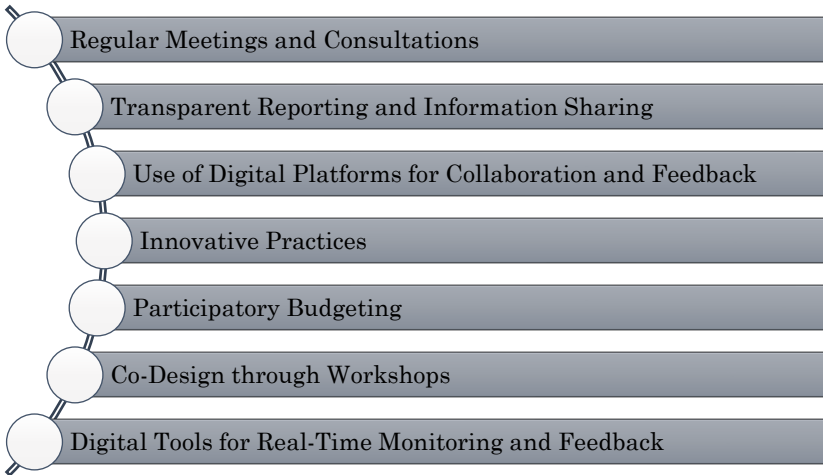 Regular Meetings and Consultations
Transparent Reporting and Information Sharing
Use of Digital Platforms for Collaboration and Feedback
Innovative Practices
Participatory Budgeting
Co-Design through Workshops
Digital Tools for Real-Time Monitoring and Feedback